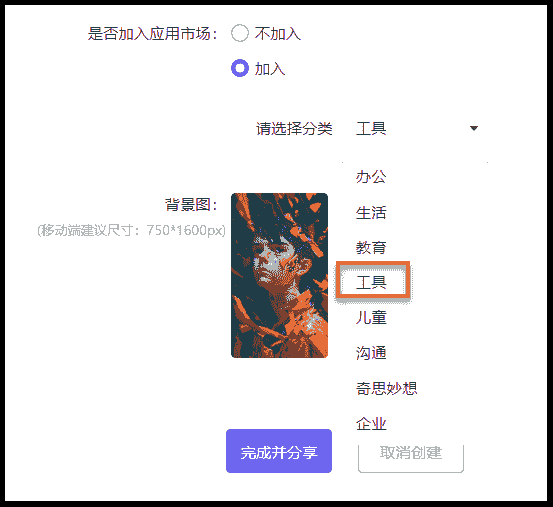 是否加入应用市场： 不加入
加入
请选择分类 工具
办公
背景图：
生活
(移动端建议尺寸：750*1600px)
教育
工具
儿童
沟通
奇思妙想
企业
完成并分享 取消创建